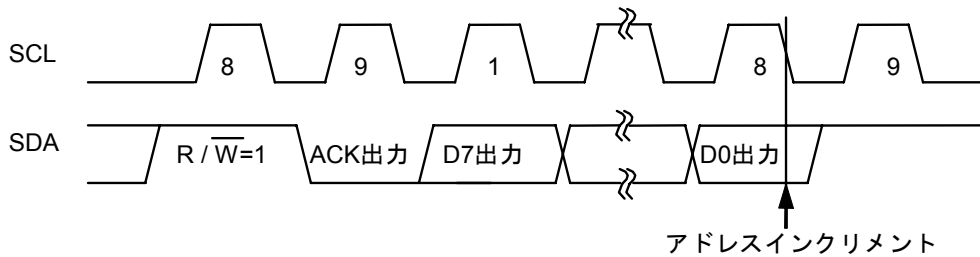 SCL
8
9
1
8
9
SDA
R / W̅=1
ACK出力
D7出力
D0出力
アドレスインクリメント